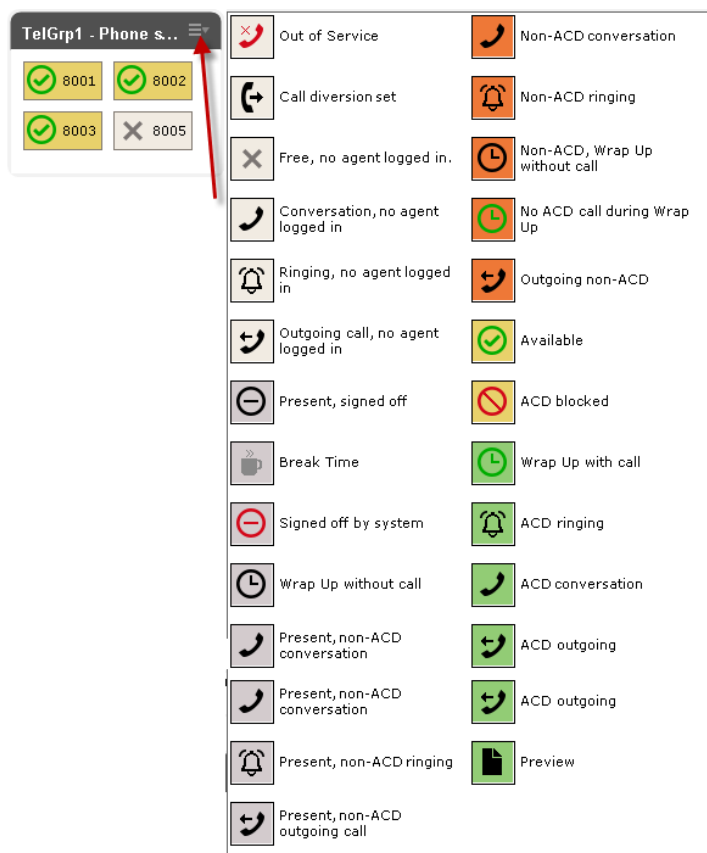 TelGrp1 - Phone s...
8001
8002
8003
8005
Out of Service
Call diversion set
Free, no agent logged in.
Conversation, no agent
logged in
Ringing, no agent logged
in
Outgoing call, no agent
logged in
Present, signed off
Break Time
Signed off by system
Wrap Up without call
Present, non-ACD
conversation
Present, non-ACD
conversation
Present, non-ACD ringing
Present, non-ACD
outgoing call
Non-ACD conversation
Non-ACD ringing
Non-ACD, Wrap Up
without call
No ACD call during Wrap
Up
Outgoing non-ACD
Available
ACD blocked
Wrap Up with call
ACD ringing
ACD conversation
ACD outgoing
ACD outgoing
Preview